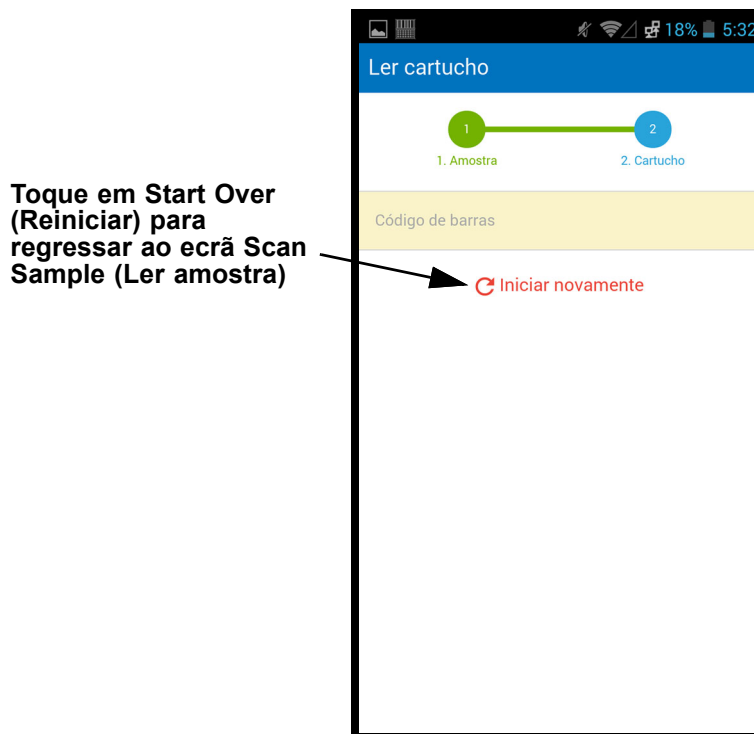 18% 5:32
Ler cartucho
1 2
1. Amostra 2. Cartucho
Toque em Start Over
(Reiniciar) para
regressar ao ecrã Scan
Sample (Ler amostra)
Código de barras
Iniciar novamente